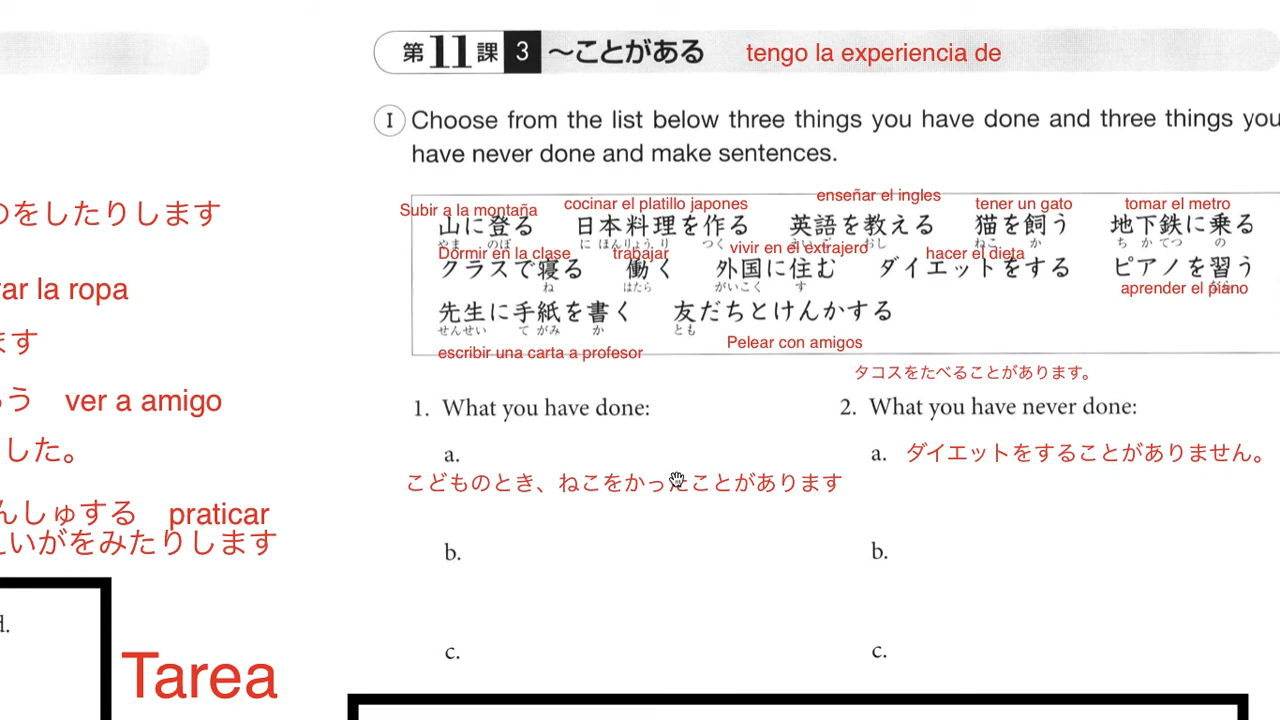 第11課 3 〜ことがある tengo la experiencia de
I Choose from the list below three things you have done and three things you
have never done and make sentences.
のをしたりします
ar la ropa
ます
う ver a amigo
した。
んしゅする praticar
いがをみたりします
d.
Tarea
Subir a la montaña cocinar el platillo japones enseñar el ingles tener un gato tomar el metro
山に登る 日本料理を作る 英語を教える 猫を飼う 地下鉄に乗る
やま のぼ に ほんりょう り つく おし ねこ か ち か てつ の
Dormir en la clase trabajar vivir en el extrajero hacer el dieta
クラスで寝る 働く 外国に住む ダイエットをする ピアノを習う
ね はたら がいこく す
aprender el piano
先生に手紙を書く 友だちとけんかする
せんせい て がみ か とも
escribir una carta a profesor Pelear con amigos
タコスをたべることがあります。
1. What you have done:
a.
こどものとき、ねこをかったことがあります
b.
c.
2. What you have never done:
a. ダイエットをすることがありません。
b.
c.